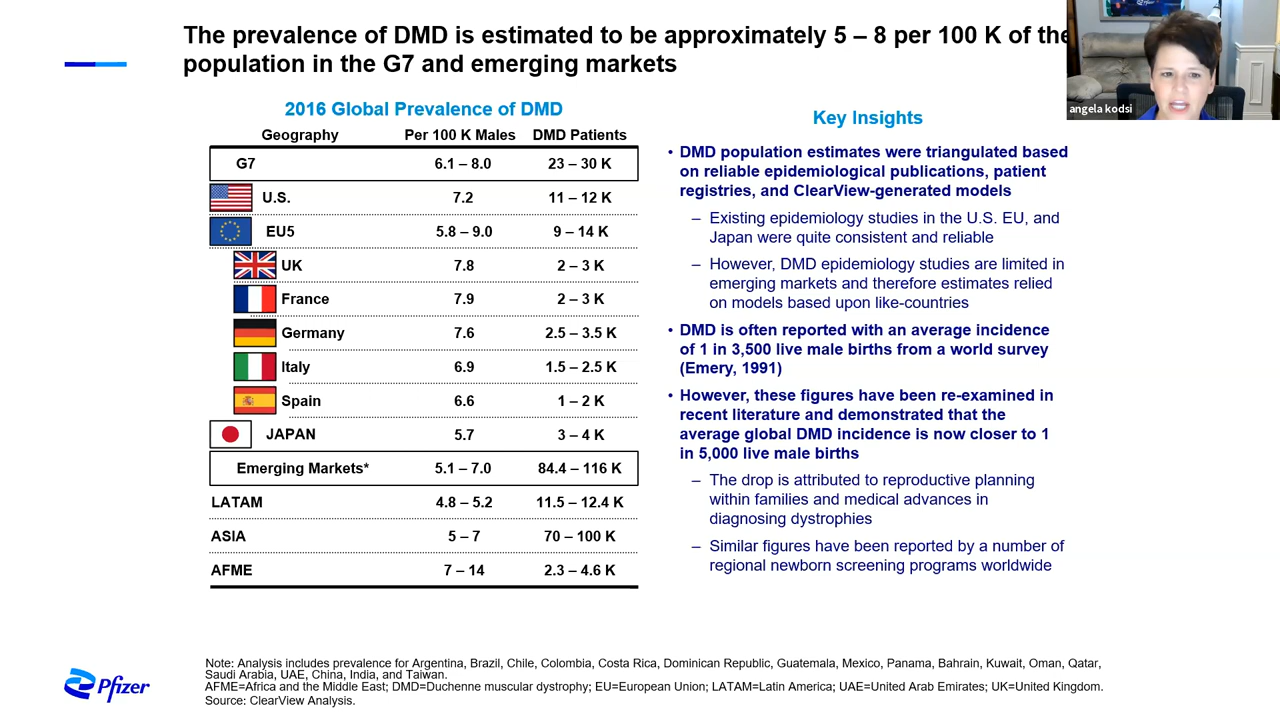 The prevalence of DMD is estimated to be approximately 5 – 8 per 100 K of the
population in the G7 and emerging markets
angela kodsi
2016 Global Prevalence of DMD
Geography Per 100 K Males DMD Patients
G7 6.1 – 8.0 23 – 30 K
U.S. 7.2 11 – 12 K
EU5 5.8 – 9.0 9 – 14 K
UK 7.8 2 – 3 K
France 7.9 2 – 3 K
Germany 7.6 2.5 – 3.5 K
Italy 6.9 1.5 – 2.5 K
Spain 6.6 1 – 2 K
JAPAN 5.7 3 – 4 K
Emerging Markets* 5.1 – 7.0 84.4 – 116 K
LATAM 4.8 – 5.2 11.5 – 12.4 K
ASIA 5 – 7 70 – 100 K
AFME 7 – 14 2.3 – 4.6 K
Key Insights
• DMD population estimates were triangulated based
on reliable epidemiological publications, patient
registries, and ClearView-generated models
– Existing epidemiology studies in the U.S. EU, and
Japan were quite consistent and reliable
– However, DMD epidemiology studies are limited in
emerging markets and therefore estimates relied
on models based upon like-countries
• DMD is often reported with an average incidence
of 1 in 3,500 live male births from a world survey
(Emery, 1991)
• However, these figures have been re-examined in
recent literature and demonstrated that the
average global DMD incidence is now closer to 1
in 5,000 live male births
– The drop is attributed to reproductive planning
within families and medical advances in
diagnosing dystrophies
– Similar figures have been reported by a number of
regional newborn screening programs worldwide
Pfizer
Note: Analysis includes prevalence for Argentina, Brazil, Chile, Colombia, Costa Rica, Dominican Republic, Guatemala, Mexico, Panama, Bahrain, Kuwait, Oman, Qatar,
Saudi Arabia, UAE, China, India, and Taiwan.
AFME=Africa and the Middle East; DMD=Duchenne muscular dystrophy; EU=European Union; LATAM=Latin America; UAE=United Arab Emirates; UK=United Kingdom.
Source: ClearView Analysis.